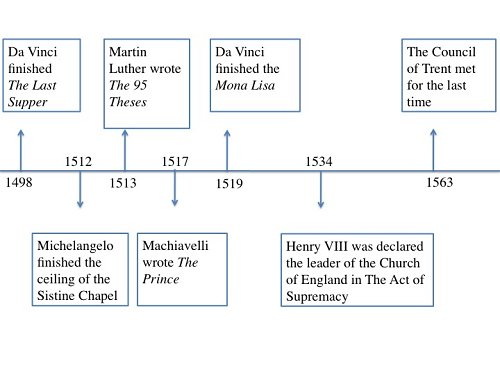 Da Vinci
finished
The Last
Supper
Martin
Luther wrote
The 95
Theses
Da Vinci
finished the
Mona Lisa
The Council
of Trent met
for the last
time
1512
1517
1534
1498
1513
1519
1563
Michelangelo
finished the
ceiling of the
Sistine Chapel
Machiavelli
wrote The
Prince
Henry VIII was declared
the leader of the Church
of England in The Act of
Supremacy